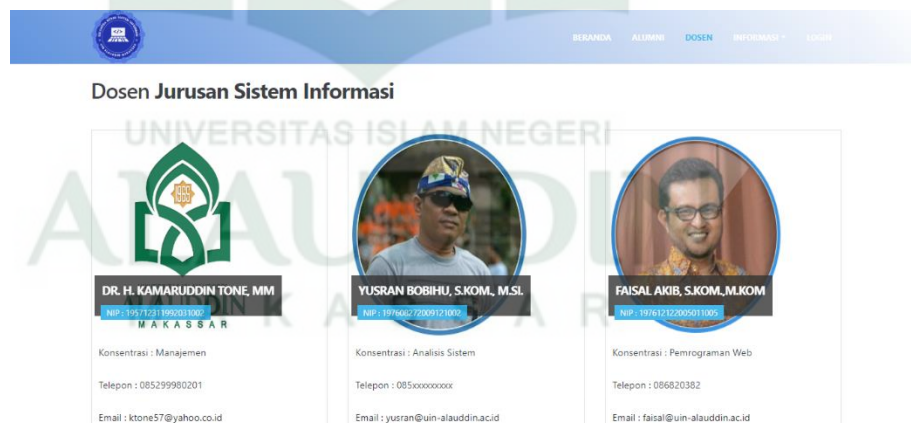 BERANDA ALUMNI DOSEN INFORMASI LOGIN
Dosen Jurusan Sistem Informasi
UNIVERSITAS ISLAM NEGERI
ALAUDDIN
DR. H. KAMARUDDIN TONE, MM
NIP : 195712311992031002
MAKASSAR
Konsentrasi : Manajemen
Telepon : 085299980201
Email : ktone57@yahoo.co.id
YUSRAN BOBIHU, S.KOM., M.SI.
NIP : 197608272009121002
Konsentrasi : Analisis Sistem
Telepon : 085xxxxxxxxx
Email : yusran@uin-alauddin.ac.id
FAISAL AKIB, S.KOM.,M.KOM
NIP : 197612122005011005
Konsentrasi : Pemrograman Web
Telepon : 086820382
Email : faisal@uin-alauddin.ac.id